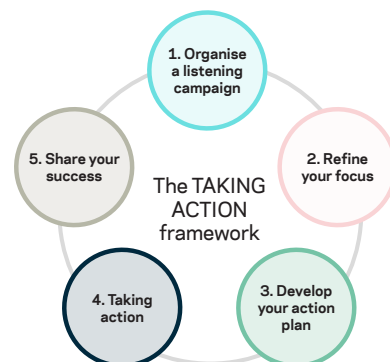 1. Organise
a listening
campaign
2. Refine
your focus
3. Develop
your action
plan
4. Taking
action
5. Share your
success
The TAKING
ACTION
framework